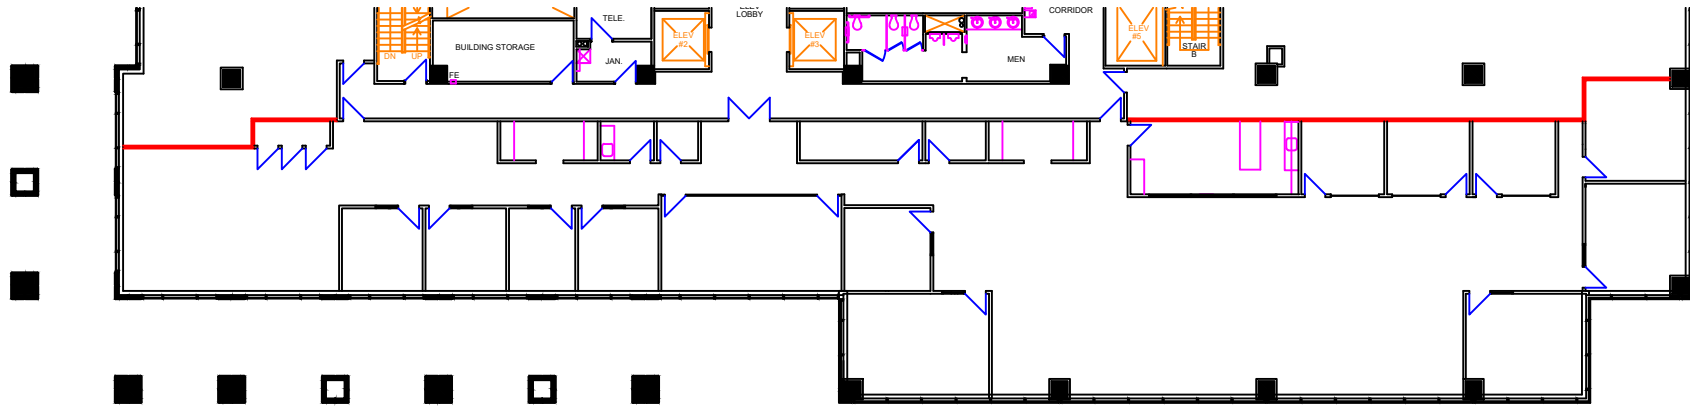 ELEV
LOBBY
CORRIDOR
TELE.
BUILDING STORAGE
ELEV
#2
ELEV
#3
ELEV
#5
STAIR
B
DN UP
JAN.
MEN
FE